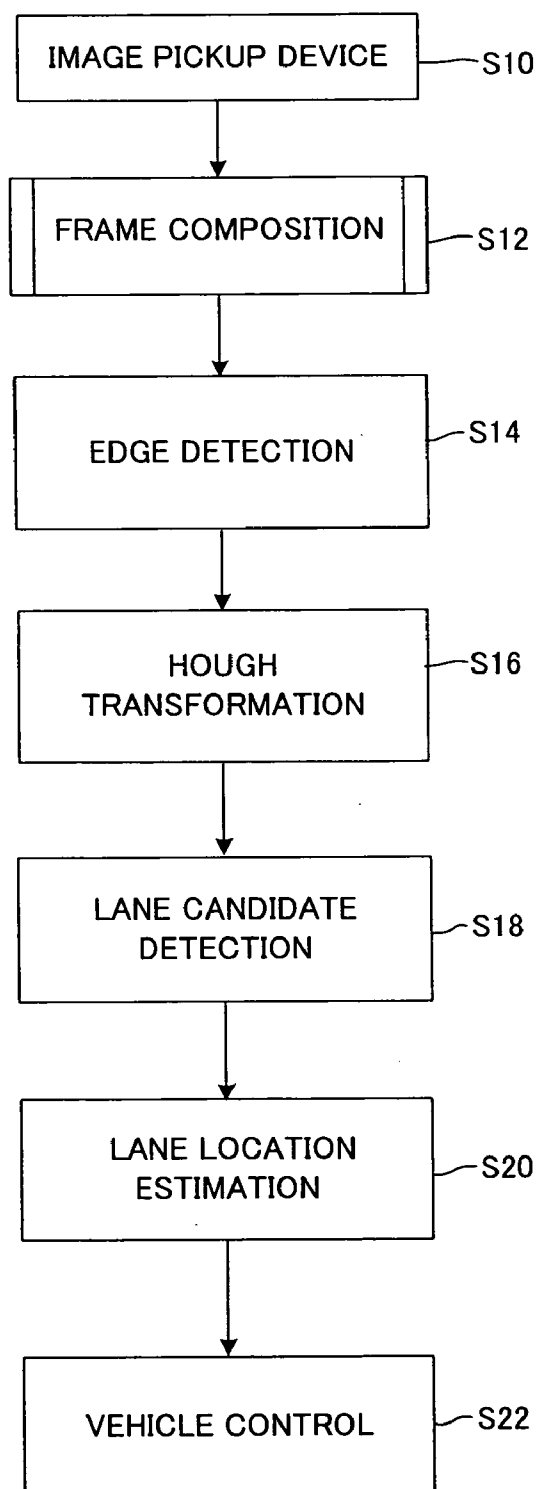 IMAGE PICKUP DEVICE
S10
FRAME COMPOSITION
S12
EDGE DETECTION
S14
HOUGH
TRANSFORMATION
S16
LANE CANDIDATE
DETECTION
S18
LANE LOCATION
ESTIMATION
S20
VEHICLE CONTROL
S22